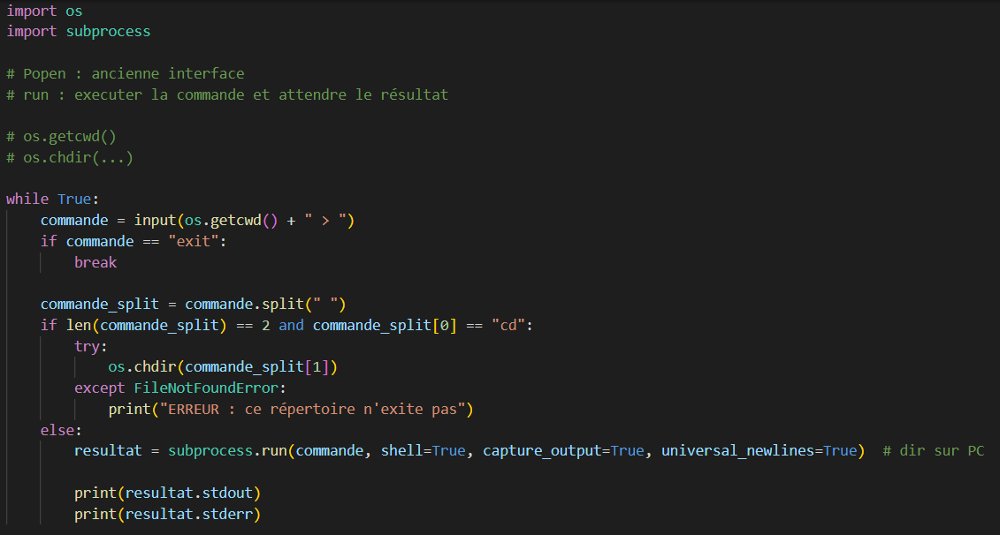 import os
import subprocess
# Popen : ancienne interface
# run : executer la commande et attendre le résultat
# os.getcwd()
# os.chdir(...)
while True:
    commande = input(os.getcwd() + " > ")
    if commande == "exit":
        break
    commande_split = commande.split(" ")
    if len(commande_split) == 2 and commande_split[0] == "cd":
        try:
            os.chdir(commande_split[1])
        except FileNotFoundError:
            print("ERREUR : ce répertoire n'exite pas")
    else:
        resultat = subprocess.run(commande, shell=True, capture_output=True, universal_newlines=True)  # dir sur PC
        print(resultat.stdout)
        print(resultat.stderr)